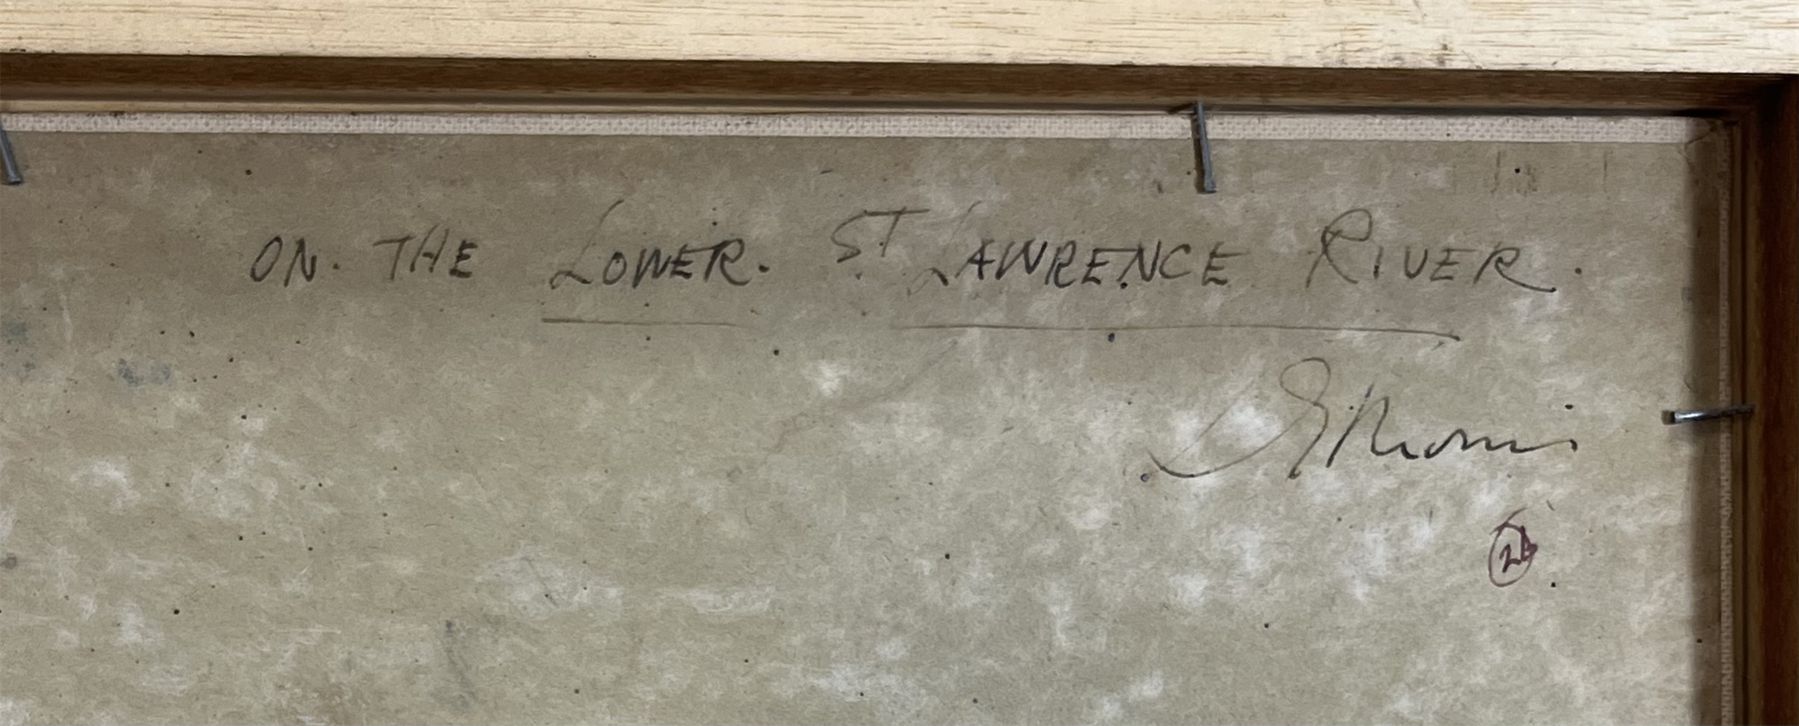 ON. THE LOWER. ST LAWRENCE RIVER.